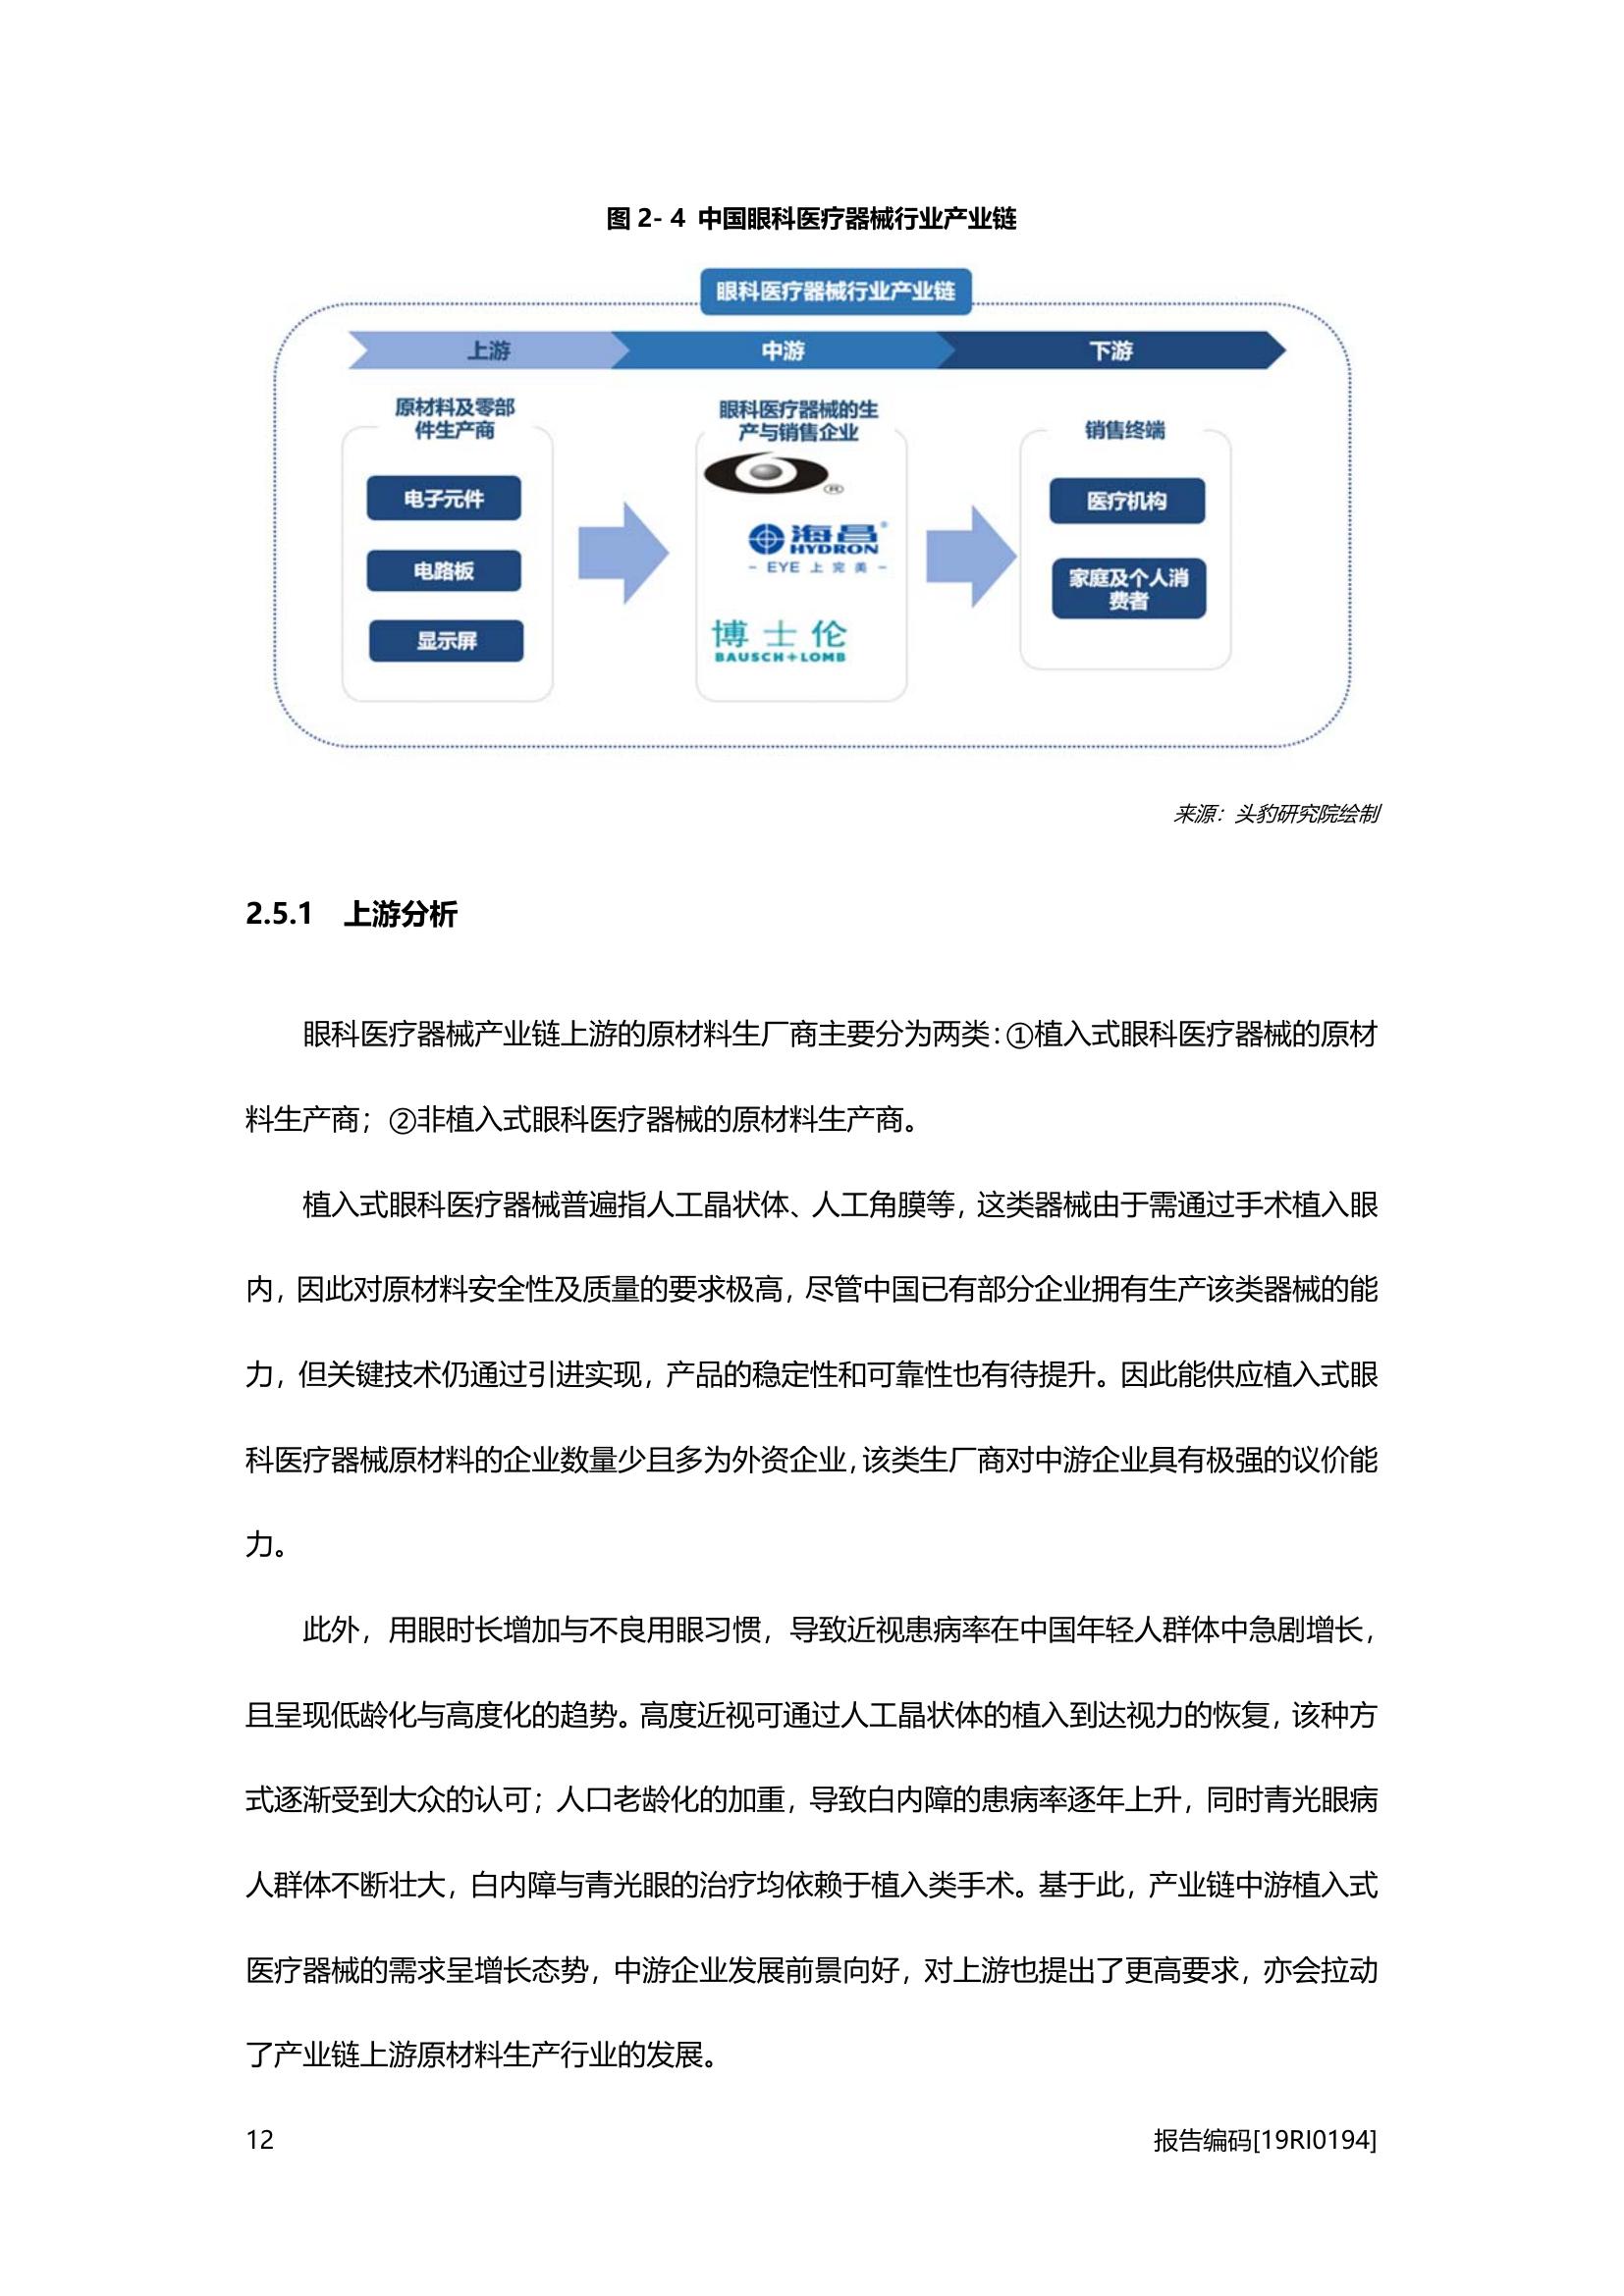 图 2- 4 中国眼科医疗器械行业产业链
眼科医疗器械行业产业链
上游
中游
下游
原材料及零部
件生产商
电子元件
电路板
显示屏
眼科医疗器械的生
产与销售企业
®
海昌®
HYDRON
- EYE 上完美 -
博士伦
BAUSCH+LOMB
销售终端
医疗机构
家庭及个人消
费者
来源：头豹研究院绘制
2.5.1 上游分析
眼科医疗器械产业链上游的原材料生厂商主要分为两类：①植入式眼科医疗器械的原材
料生产商；②非植入式眼科医疗器械的原材料生产商。
植入式眼科医疗器械普遍指人工晶状体、人工角膜等，这类器械由于需通过手术植入眼
内，因此对原材料安全性及质量的要求极高，尽管中国已有部分企业拥有生产该类器械的能
力，但关键技术仍通过引进实现，产品的稳定性和可靠性也有待提升。因此能供应植入式眼
科医疗器械原材料的企业数量少且多为外资企业，该类生厂商对中游企业具有极强的议价能
力。
此外，用眼时长增加与不良用眼习惯，导致近视患病率在中国年轻人群体中急剧增长，
且呈现低龄化与高度化的趋势。高度近视可通过人工晶状体的植入到达视力的恢复，该种方
式逐渐受到大众的认可；人口老龄化的加重，导致白内障的患病率逐年上升，同时青光眼病
人群体不断壮大，白内障与青光眼的治疗均依赖于植入类手术。基于此，产业链中游植入式
医疗器械的需求呈增长态势，中游企业发展前景向好，对上游也提出了更高要求，亦会拉动
了产业链上游原材料生产行业的发展。
12
报告编码[19RI0194]